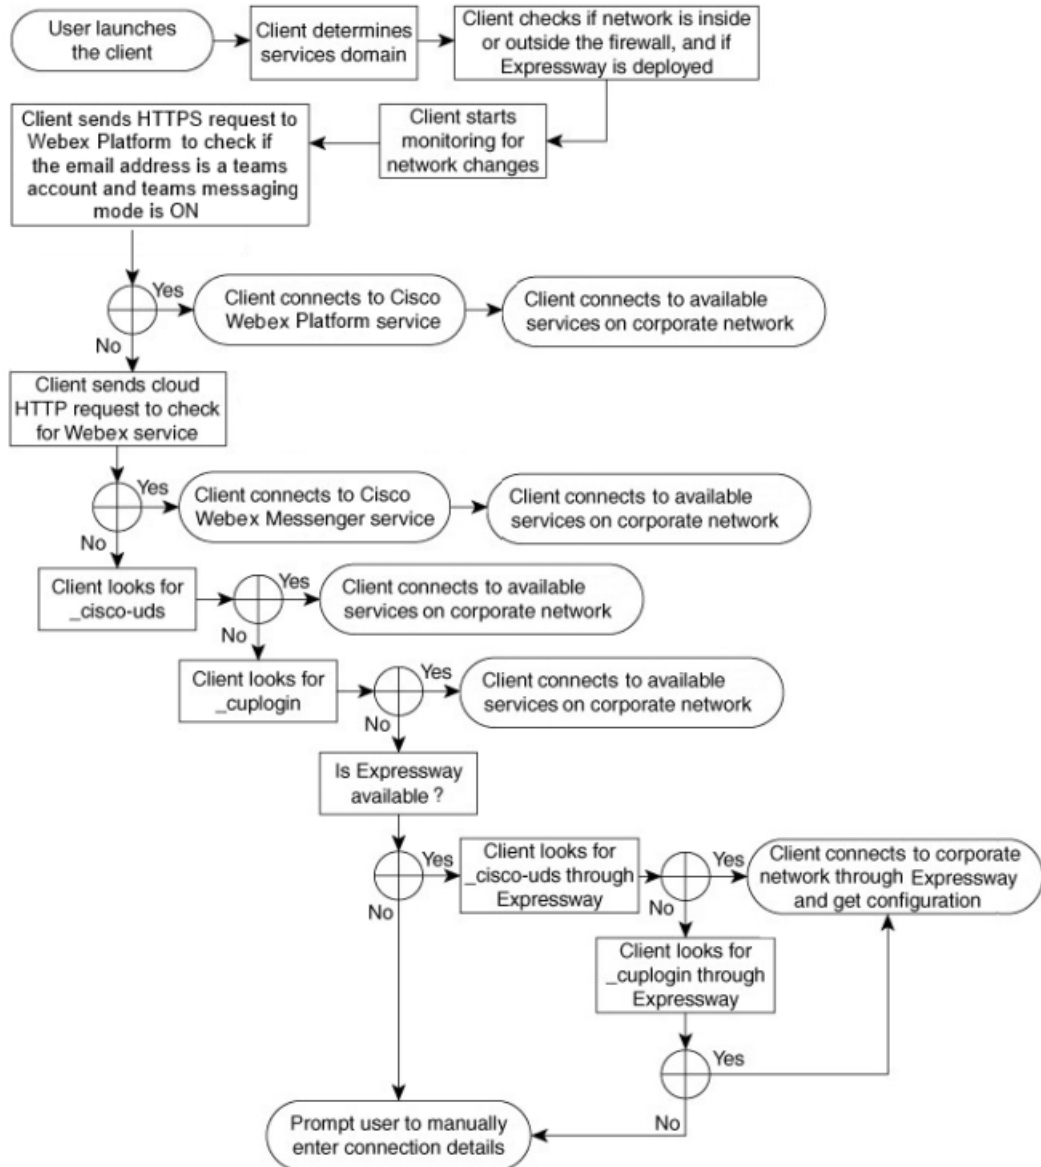 User launches
the client
Client determines
services domain
Client checks if network is inside
or outside the firewall, and if
Expressway is deployed
Client starts
monitoring for
network changes
Client sends HTTPS request to
Webex Platform to check if
the email address is a teams
account and teams messaging
mode is ON
Yes
Client connects to Cisco
Webex Platform service
Client connects to available
services on corporate network
No
Client sends cloud
HTTP request to check
for Webex service
Yes
Client connects to Cisco
Webex Messenger service
Client connects to available
services on corporate network
No
Client looks for
_cisco-uds
Yes
Client connects to available
services on corporate network
No
Client looks for
_cuplogin
Yes
Client connects to available
services on corporate network
No
Is Expressway
available ?
Yes
Client looks for
_cisco-uds through
Expressway
Yes
Client connects to corporate
network through Expressway
and get configuration
No
No
Client looks for
_cuplogin through
Expressway
Yes
No
Prompt user to manually
enter connection details